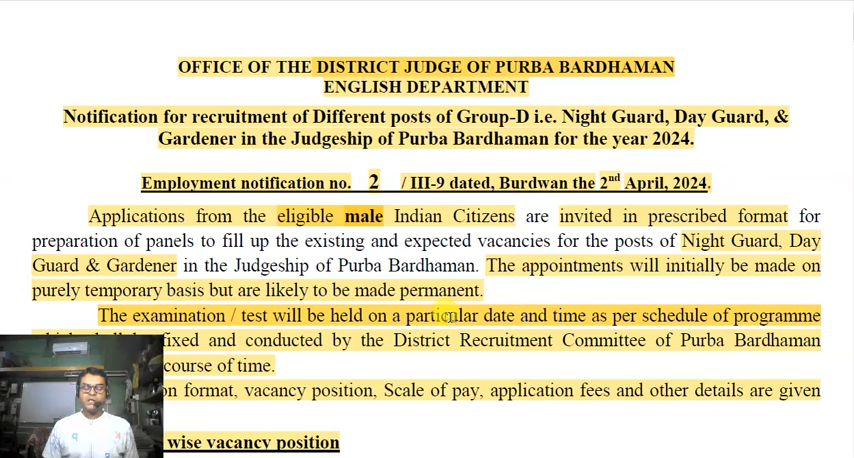 OFFICE OF THE DISTRICT JUDGE OF PURBA BARDHAMAN
ENGLISH DEPARTMENT
Notification for recruitment of Different posts of Group-D i.e. Night Guard, Day Guard, &
Gardener in the Judgeship of Purba Bardhaman for the year 2024.
Employment notification no. 2 / III-9 dated, Burdwan the 2nd April, 2024.
Applications from the eligible male Indian Citizens are invited in prescribed format for
preparation of panels to fill up the existing and expected vacancies for the posts of Night Guard, Day
Guard & Gardener in the Judgeship of Purba Bardhaman. The appointments will initially be made on
purely temporary basis but are likely to be made permanent.
The examination / test will be held on a particular date and time as per schedule of programme
fixed and conducted by the District Recruitment Committee of Purba Bardhaman
course of time.
format, vacancy position, Scale of pay, application fees and other details are given
wise vacancy position